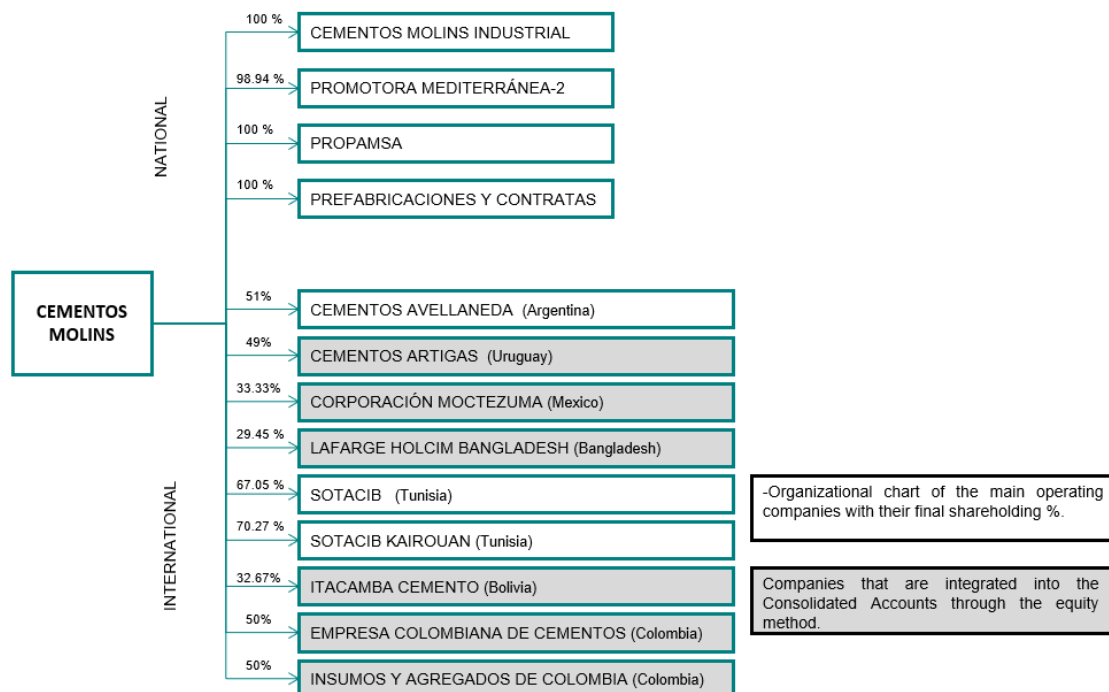 100 %
CEMENTOS MOLINS INDUSTRIAL
98.94 %
PROMOTORA MEDITERRÁNEA-2
NATIONAL
100 %
PROPAMSA
100 %
PREFABRICACIONES Y CONTRATAS
CEMENTOS
MOLINS
51%
CEMENTOS AVELLANEDA (Argentina)
49%
CEMENTOS ARTIGAS (Uruguay)
33.33%
CORPORACIÓN MOCTEZUMA (Mexico)
29.45 %
LAFARGE HOLCIM BANGLADESH (Bangladesh)
INTERNATIONAL
67.05 %
SOTACIB (Tunisia)
70.27 %
SOTACIB KAIROUAN (Tunisia)
32.67%
ITACAMBA CEMENTO (Bolivia)
50%
EMPRESA COLOMBIANA DE CEMENTOS (Colombia)
50%
INSUMOS Y AGREGADOS DE COLOMBIA (Colombia)
-Organizational chart of the main operating
companies with their final shareholding %.
Companies that are integrated into the
Consolidated Accounts through the equity
method.